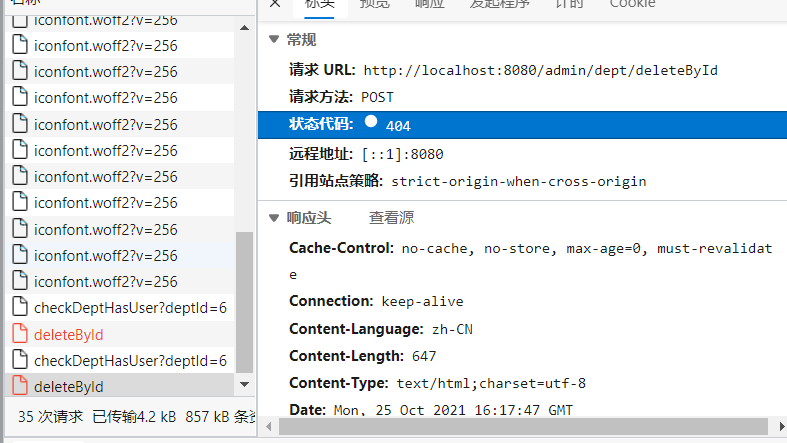 名称
iconfont.woff2?v=256
iconfont.woff2?v=256
iconfont.woff2?v=256
iconfont.woff2?v=256
iconfont.woff2?v=256
iconfont.woff2?v=256
iconfont.woff2?v=256
iconfont.woff2?v=256
iconfont.woff2?v=256
iconfont.woff2?v=256
iconfont.woff2?v=256
checkDeptHasUser?deptId=6
deleteById
checkDeptHasUser?deptId=6
deleteById
35 次请求 已传输4.2 kB 857 kB 条资
标头 预览 响应 发起程序 计时 Cookie
常规
请求 URL: http://localhost:8080/admin/dept/deleteById
请求方法: POST
状态代码: 404
远程地址: [::1]:8080
引用站点策略: strict-origin-when-cross-origin
响应头 查看源
Cache-Control: no-cache, no-store, max-age=0, must-revalidat
e
Connection: keep-alive
Content-Language: zh-CN
Content-Length: 647
Content-Type: text/html;charset=utf-8
Date: Mon, 25 Oct 2021 16:17:47 GMT